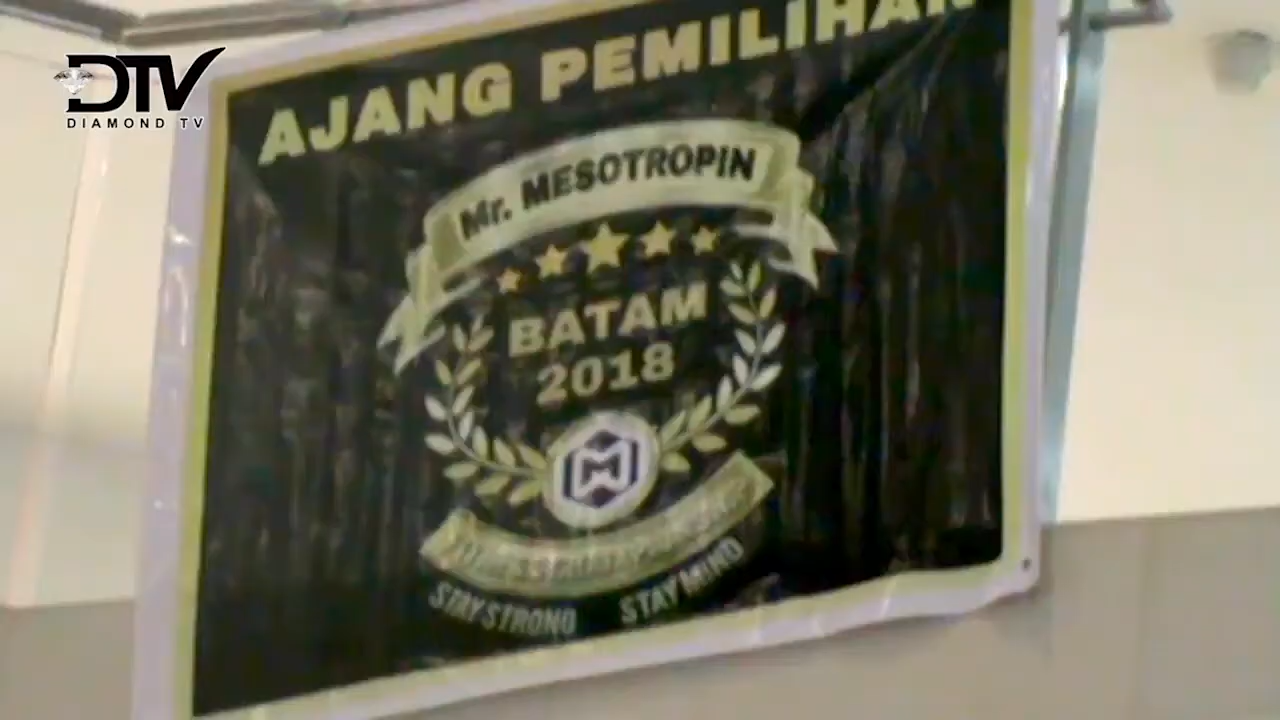 DTV
DIAMOND TV
AJANG PEMILIHAN
Mr. MESOTROPIN
BATAM
2018
STAY STRONG STAY MIND